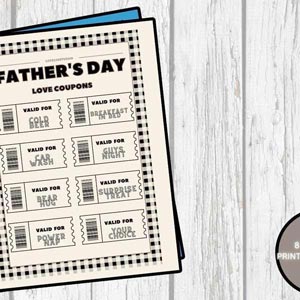 FATHER'S DAY
LOVE COUPONS
VALID FOR
COLD
BEER
VALID FOR
BREAKFAST
IN BED
VALID FOR
CAR
WASH
VALID FOR
GUYS
NIGHT
VALID FOR
BEAR
HUG
VALID FOR
SURPRISE
TREAT
VALID FOR
POWER
NAP
VALID FOR
YOUR
CHOICE
8
PRINT